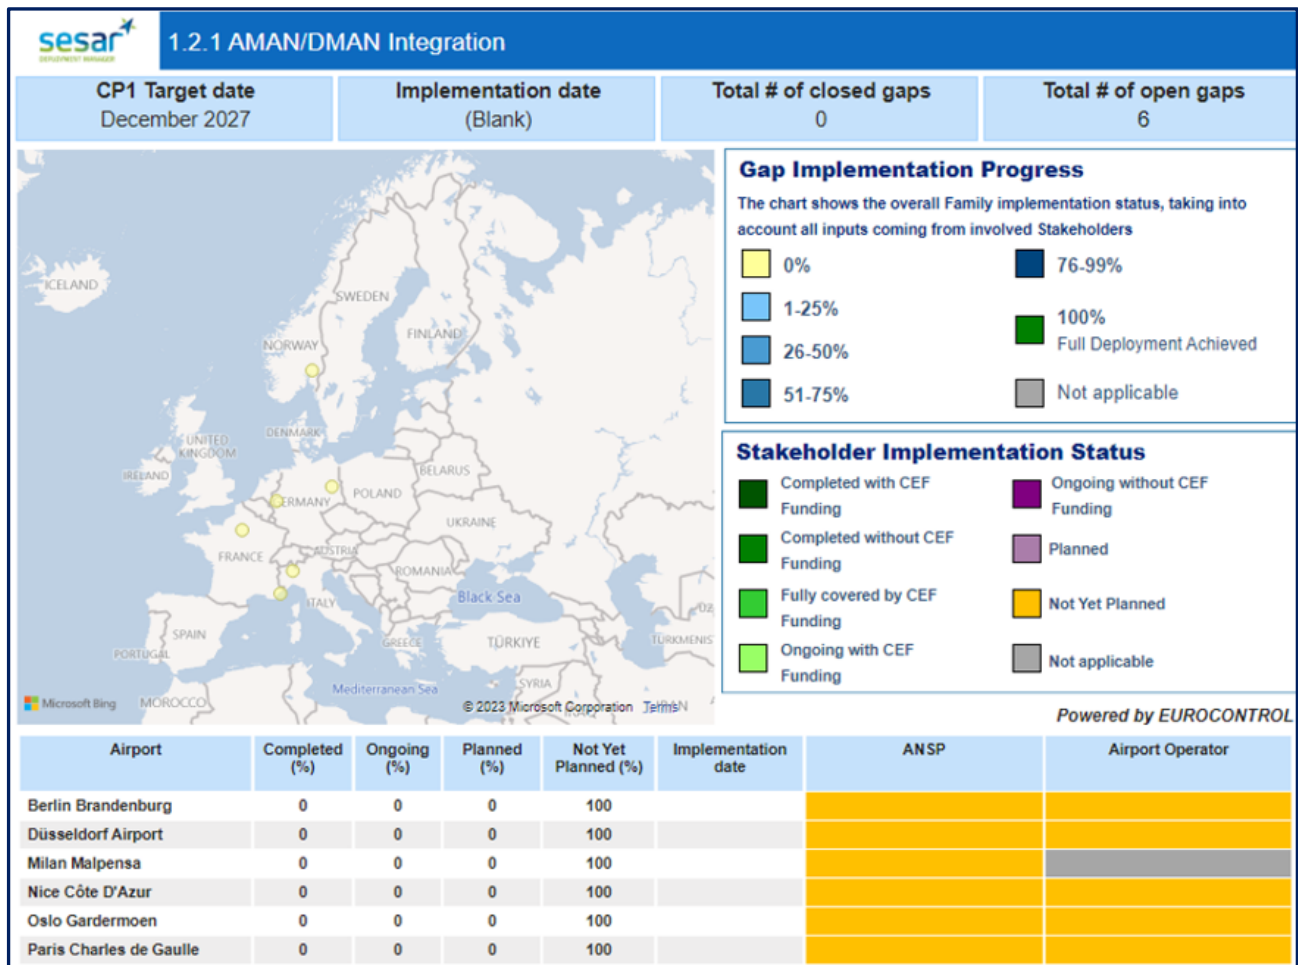 sesar
DEPLOYMENT MANAGER
1.2.1 AMAN/DMAN Integration
CP1 Target date
December 2027
Implementation date
(Blank)
Total # of closed gaps
0
Total # of open gaps
6
ICELAND
SWEDEN
NORWAY
FINLAND
DENMARK
UNITED
KINGDOM
IRELAND
BELARUS
GERMANY
POLAND
UKRAINE
FRANCE
AUSTRIA
ROMANIA
ITALY
Black Sea
SPAIN
PORTUGAL
GREECE
TÜRKIYE
TURKMENIS
SYRIA
Mediterranean Sea
MOROCCO
Microsoft Bing
© 2023 Microsoft Corporation Terms
Gap Implementation Progress
The chart shows the overall Family implementation status, taking into
account all inputs coming from involved Stakeholders
0%
1-25%
26-50%
51-75%
76-99%
100%
Full Deployment Achieved
Not applicable
Stakeholder Implementation Status
Completed with CEF
Funding
Completed without CEF
Funding
Fully covered by CEF
Funding
Ongoing with CEF
Funding
Ongoing without CEF
Funding
Planned
Not Yet Planned
Not applicable
Powered by EUROCONTROL
Airport Completed (%) Ongoing (%) Planned (%) Not Yet Planned (%) Implementation date ANSP Airport Operator
Berlin Brandenburg 0 0 0 100
Düsseldorf Airport 0 0 0 100
Milan Malpensa 0 0 0 100
Nice Côte D'Azur 0 0 0 100
Oslo Gardermoen 0 0 0 100
Paris Charles de Gaulle 0 0 0 100